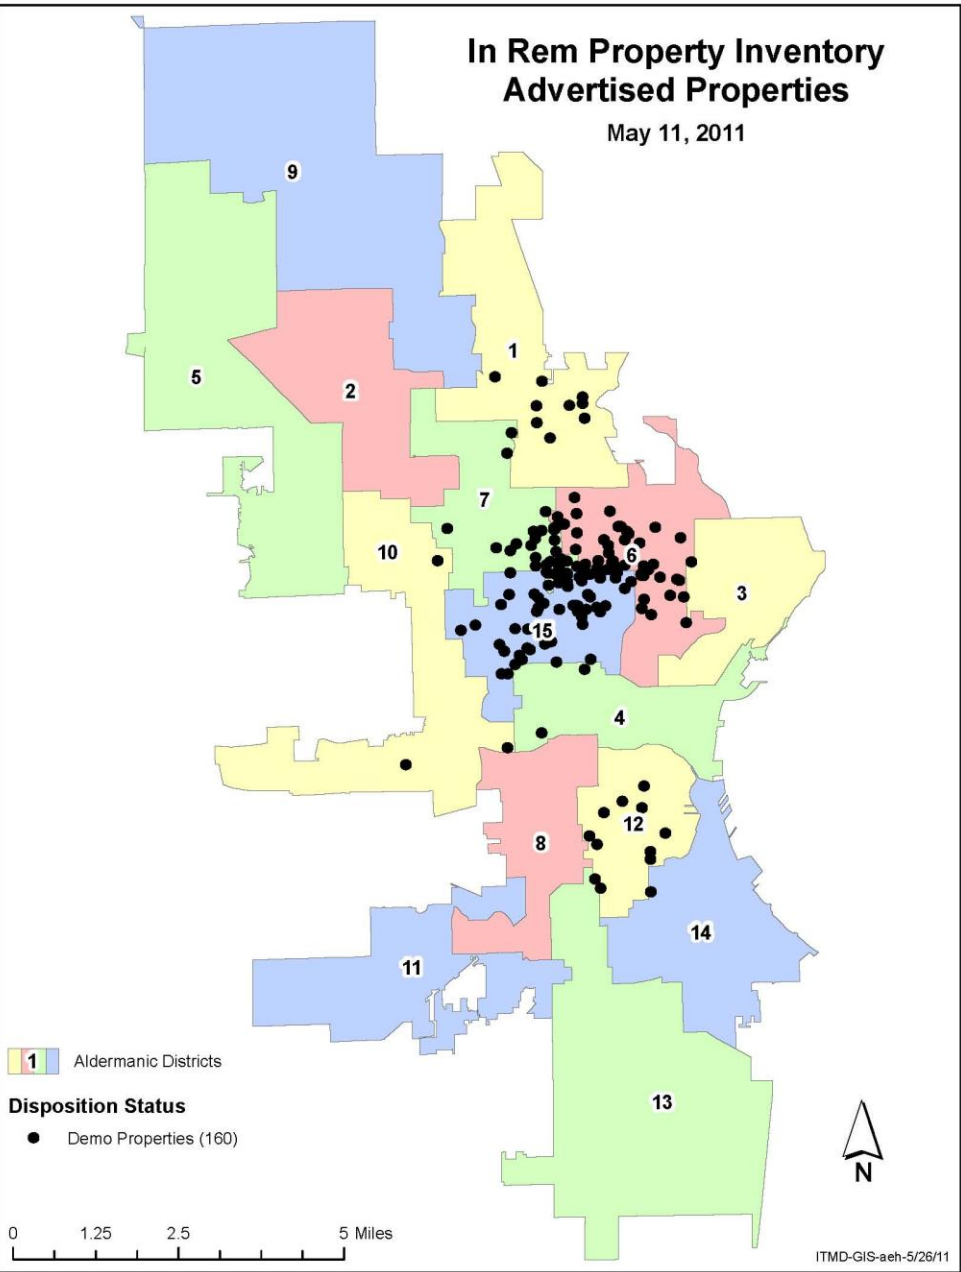 In Rem Property Inventory
Advertised Properties
May 11, 2011
9
1
5
2
7
10
6
3
15
4
12
8
14
11
1 Aldermanic Districts
13
Disposition Status
Demo Properties (160)
N
0 1.25 2.5 5 Miles
ITMD-GIS-aeh-5/26/11